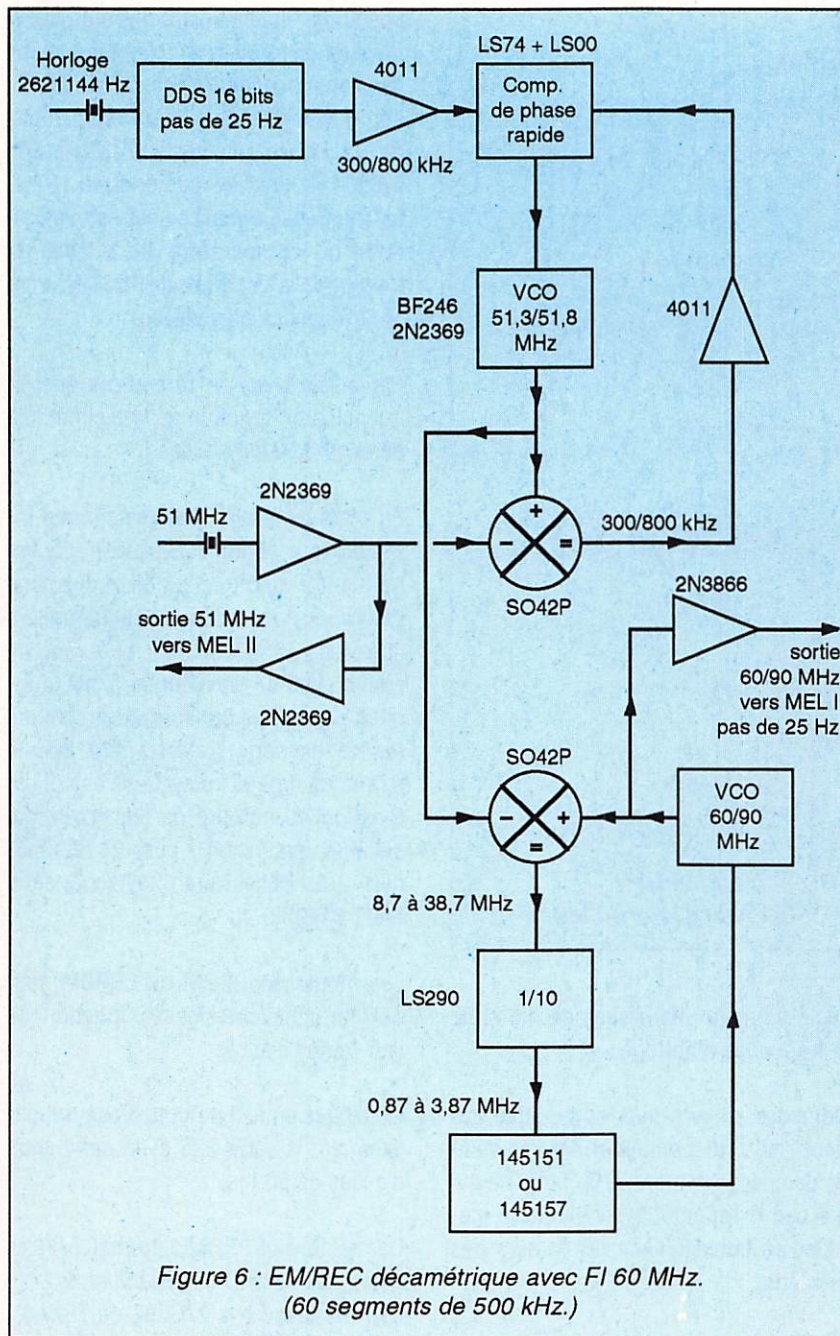 Horloge
2621144 Hz
DDS 16 bits
pas de 25 Hz
4011
300/800 kHz
LS74 + LS00
Comp.
de phase
rapide
BF246
2N2369
VCO
51,3/51,8
MHz
4011
51 MHz
2N2369
+
-
=
SO42P
300/800 kHz
sortie 51 MHz
vers MEL II
2N2369
2N3866
sortie
60/90 MHz
vers MEL I
pas de 25 Hz
SO42P
-
+
=
VCO
60/90
MHz
8,7 à 38,7 MHz
LS290
1/10
0,87 à 3,87 MHz
145151
ou
145157
Figure 6 : EM/REC décamétrique avec FI 60 MHz.
(60 segments de 500 kHz.)